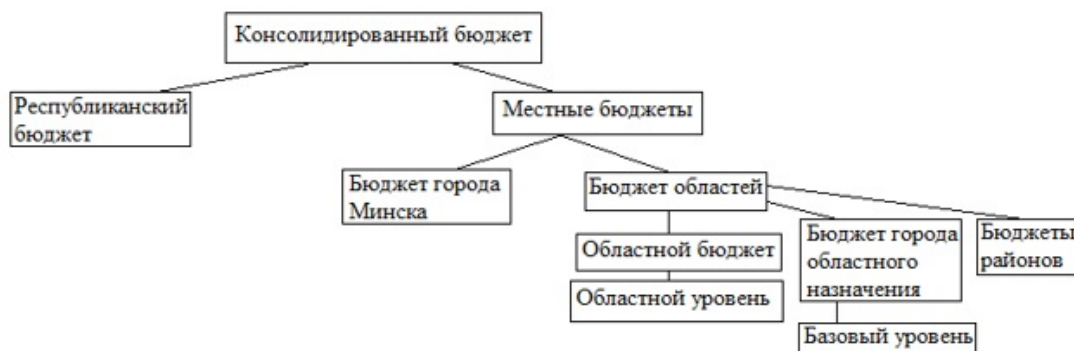 Консолидированный бюджет
Республиканский
бюджет
Местные бюджеты
Бюджет города
Минска
Бюджет областей
Областной бюджет
Областной уровень
Бюджет города
областного
назначения
Базовый уровень
Бюджеты
районов